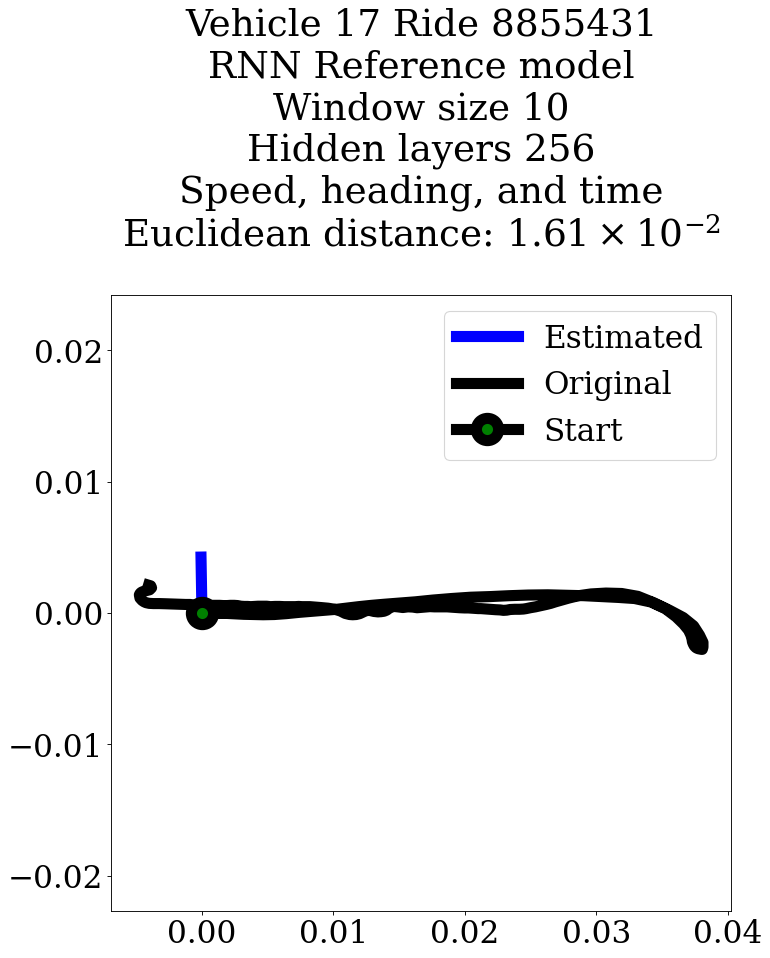 Vehicle 17 Ride 8855431
RNN Reference model
Window size 10
Hidden layers 256
Speed, heading, and time
Euclidean distance: 1.61 × 10⁻²
Estimated
Original
Start
0.02
0.01
0.00
−0.01
−0.02
0.00 0.01 0.02 0.03 0.04